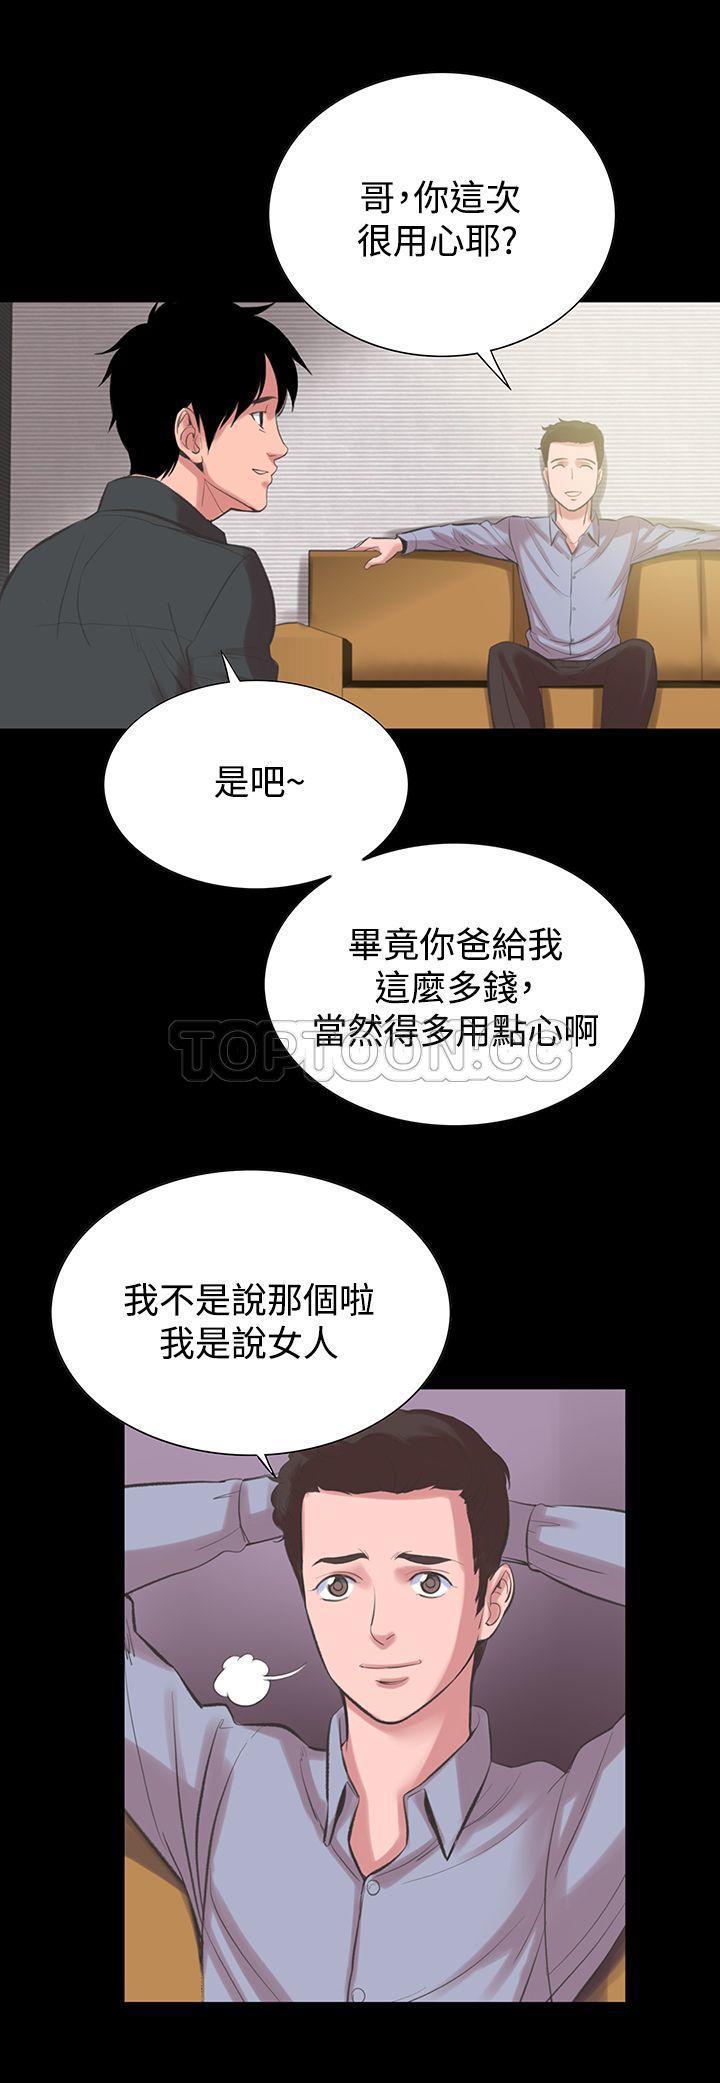 哥，你這次
很用心耶?
是吧~
畢竟你爸給我
這麼多錢，
當然得多用點心啊
TOPTOON.CC
我不是說那個啦
我是說女人